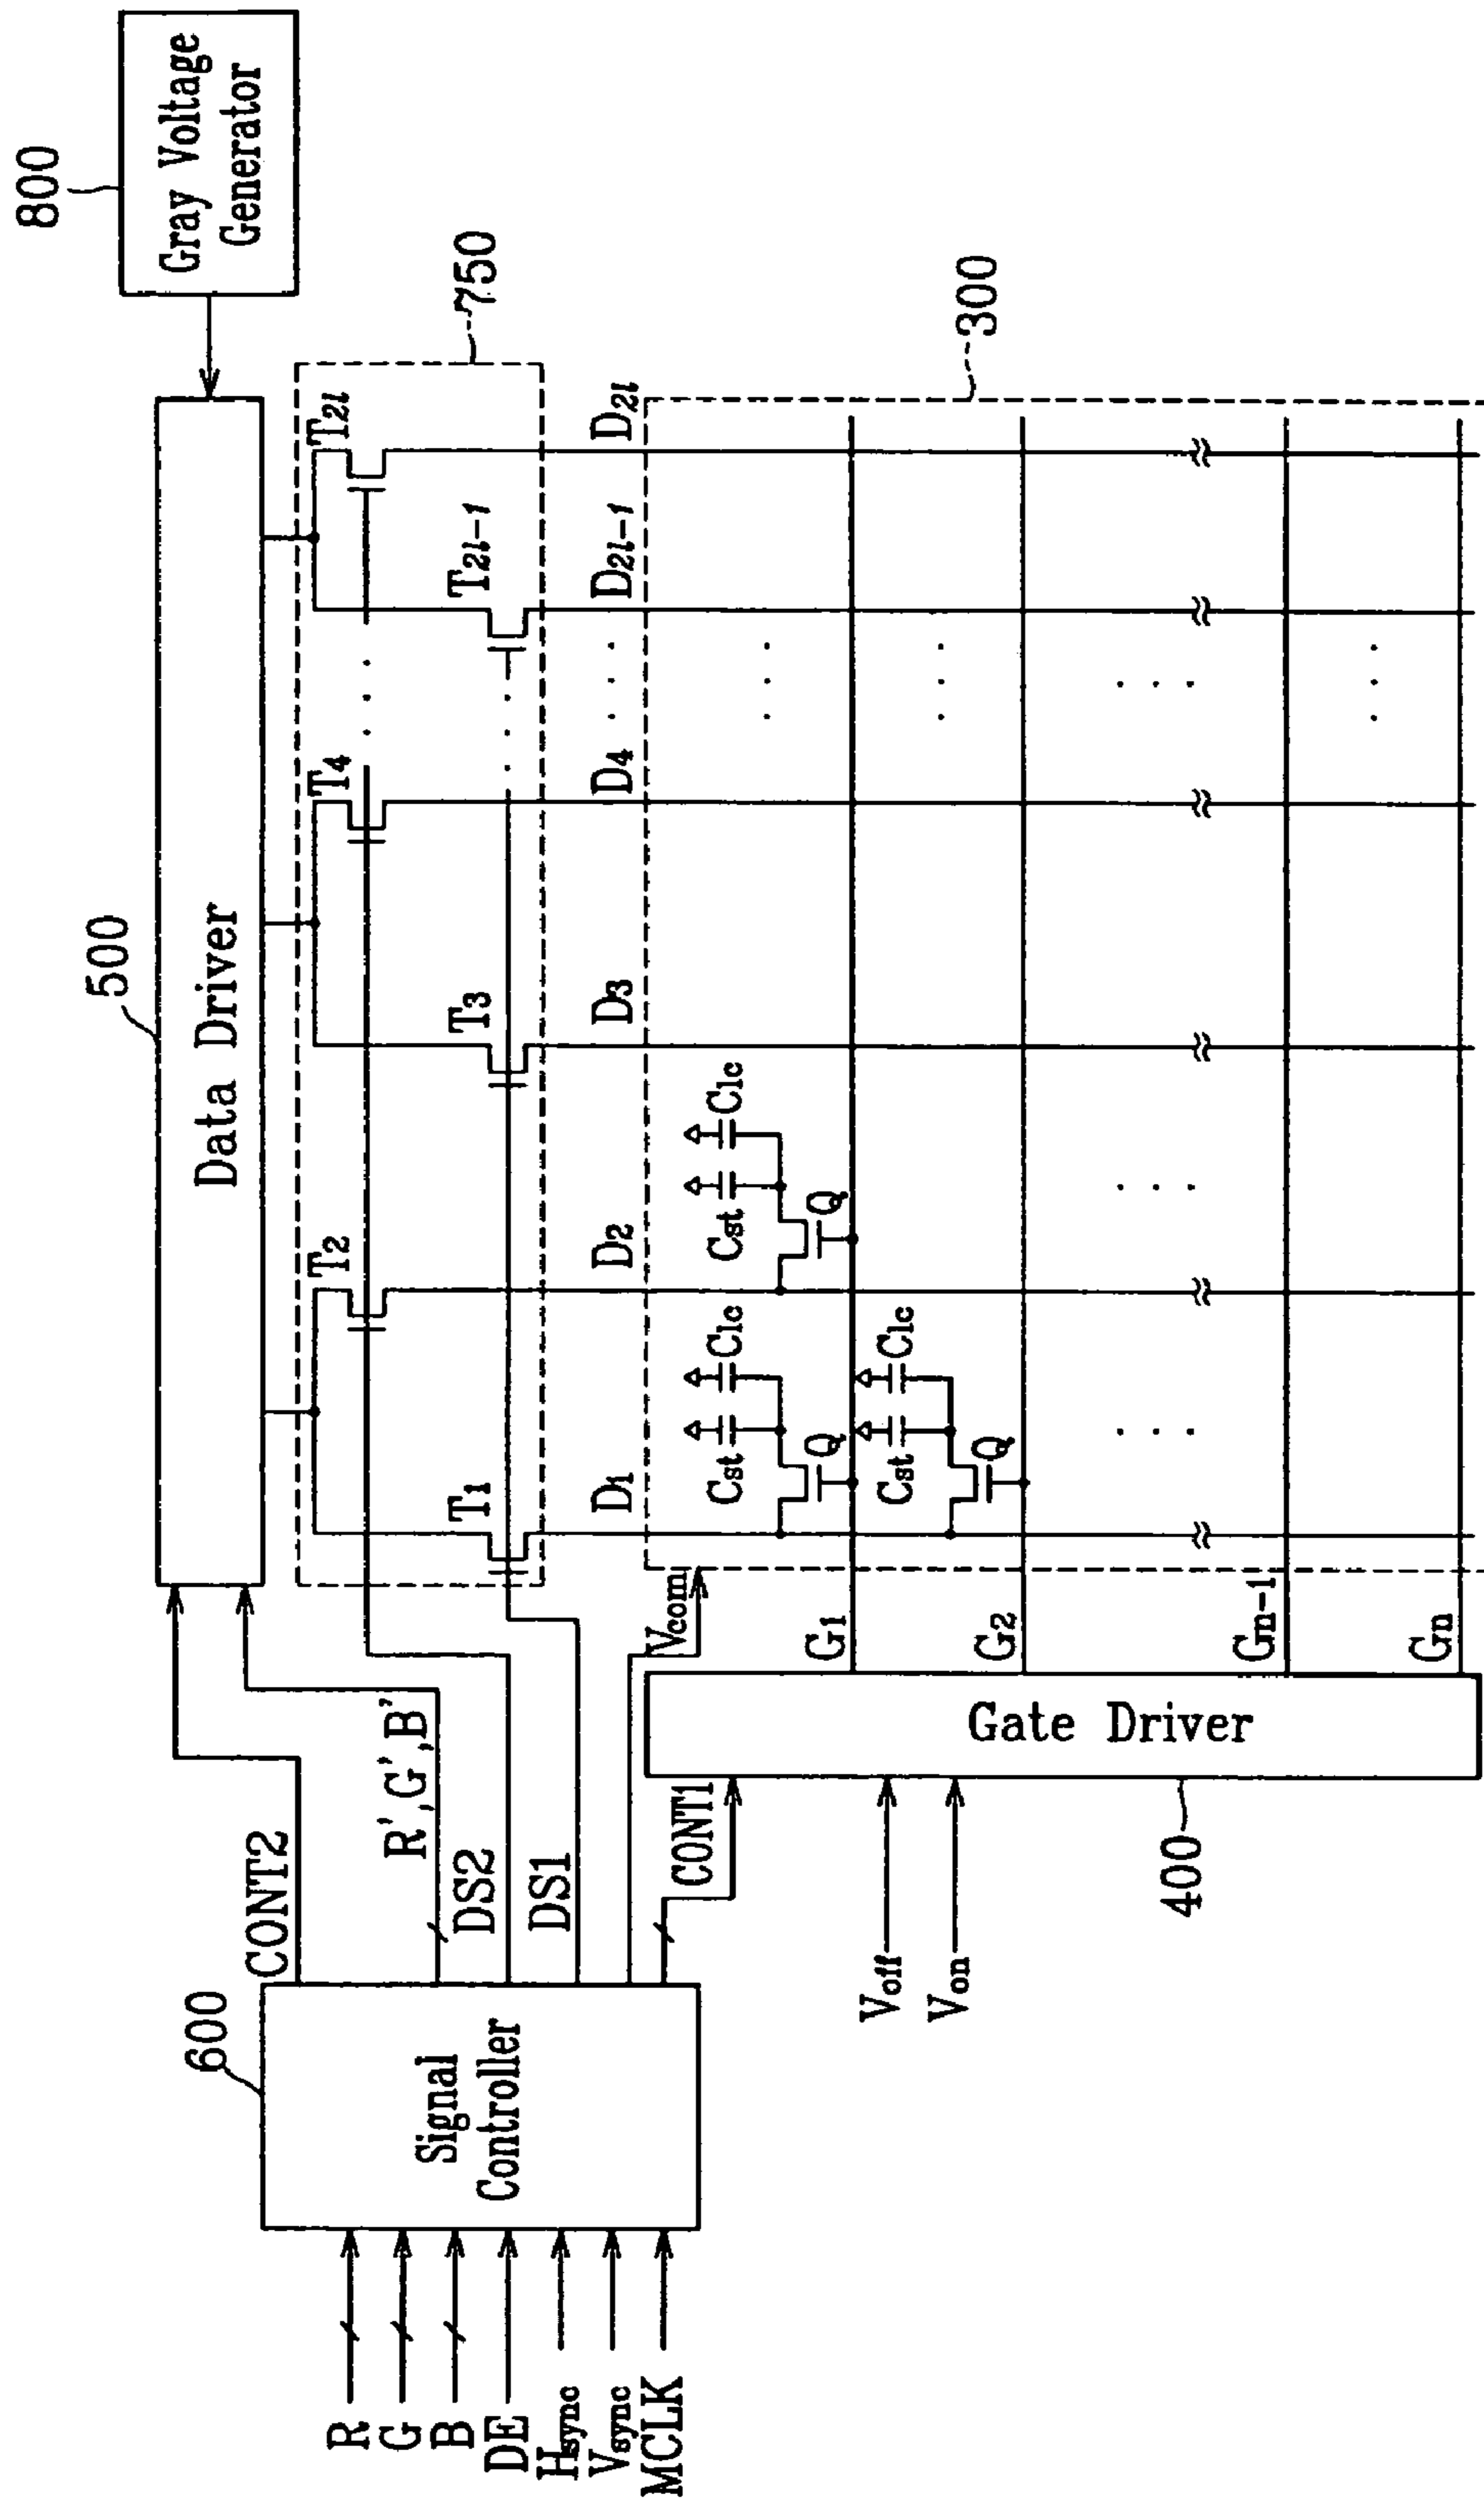 800
Gray Voltage
Generator
500
Data Driver
750
T1
T2
T3
T4
T2l-1
T2l
D1
D2
D3
D4
D2l-1
D2l
300
600
Signal
Controller
R
G
B
DE
Hsync
Vsync
MCLK
CONT2
R',G',B'
DS2
DS1
Vcom
CONT1
Voff
Von
400
Gate Driver
G1
G2
Gn-1
Gn
Cst
Clc
Q
Cst
Clc
Q
Cst
Clc
Q